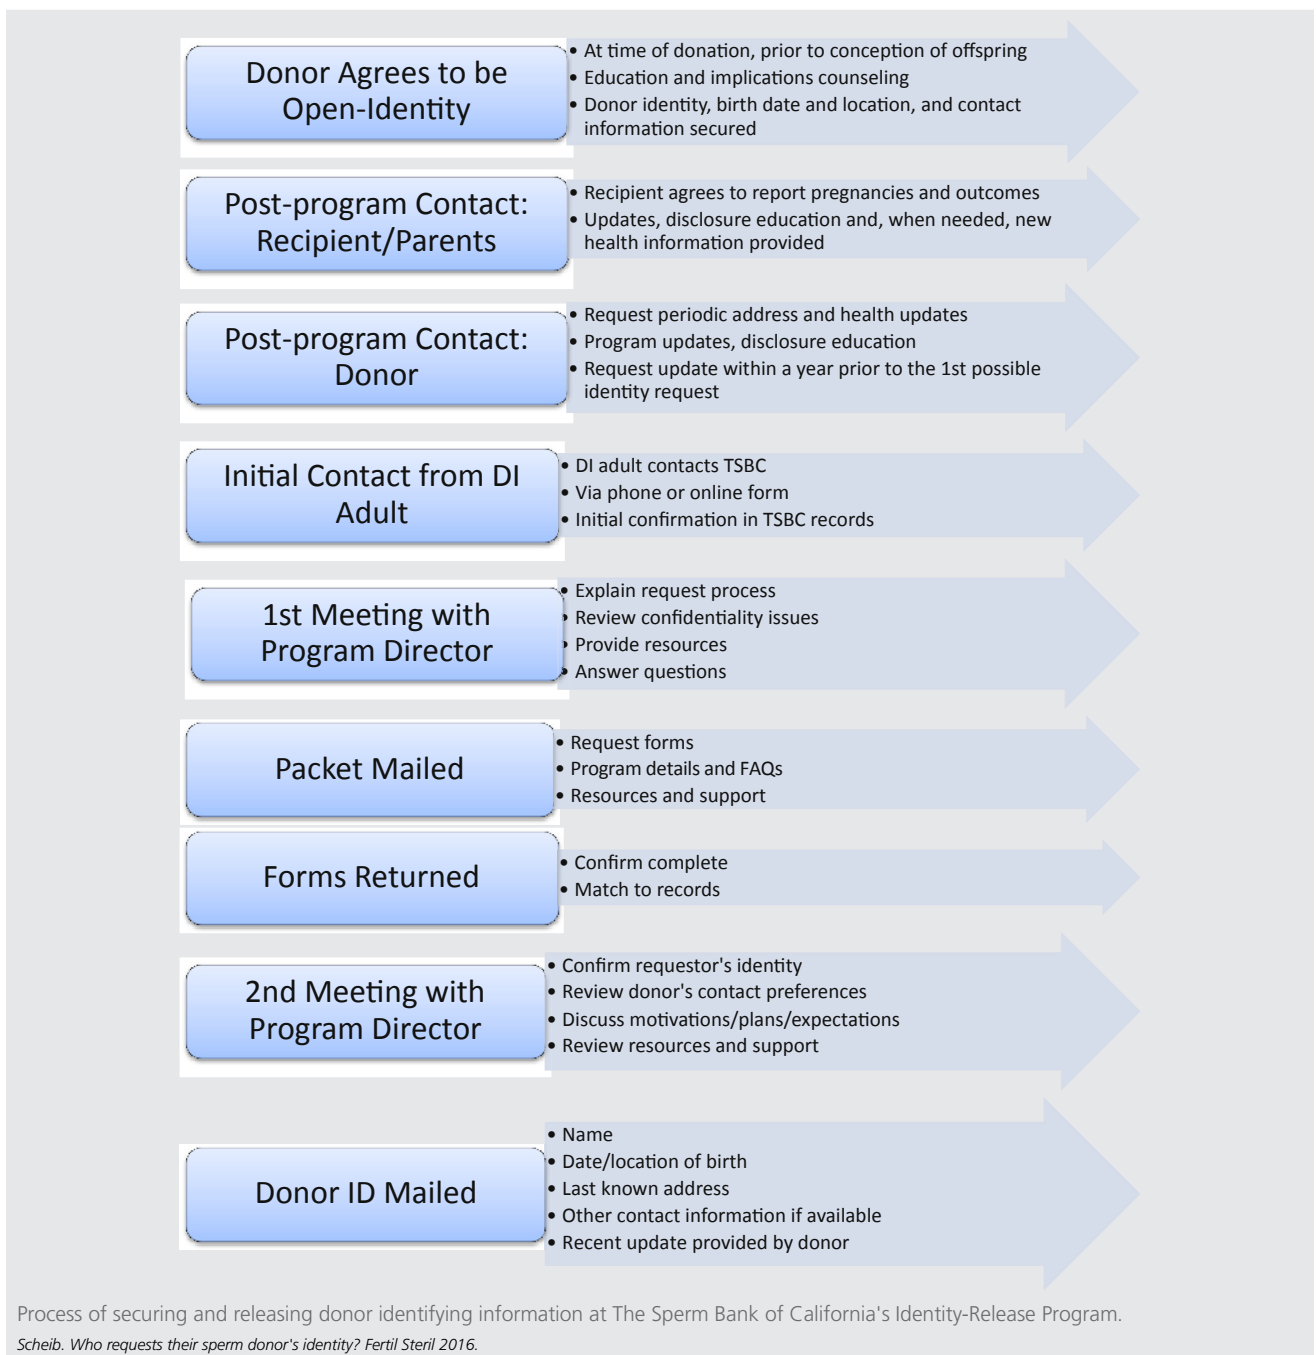 Donor Agrees to be
Open-Identity
• At time of donation, prior to conception of offspring
• Education and implications counseling
• Donor identity, birth date and location, and contact
information secured
Post-program Contact:
Recipient/Parents
• Recipient agrees to report pregnancies and outcomes
• Updates, disclosure education and, when needed, new
health information provided
Post-program Contact:
Donor
• Request periodic address and health updates
• Program updates, disclosure education
• Request update within a year prior to the 1st possible
identity request
Initial Contact from DI
Adult
• DI adult contacts TSBC
• Via phone or online form
• Initial confirmation in TSBC records
1st Meeting with
Program Director
• Explain request process
• Review confidentiality issues
• Provide resources
• Answer questions
Packet Mailed
• Request forms
• Program details and FAQs
• Resources and support
Forms Returned
• Confirm complete
• Match to records
2nd Meeting with
Program Director
• Confirm requestor's identity
• Review donor's contact preferences
• Discuss motivations/plans/expectations
• Review resources and support
Donor ID Mailed
• Name
• Date/location of birth
• Last known address
• Other contact information if available
• Recent update provided by donor
Process of securing and releasing donor identifying information at The Sperm Bank of California's Identity-Release Program.
Scheib. Who requests their sperm donor's identity? Fertil Steril 2016.